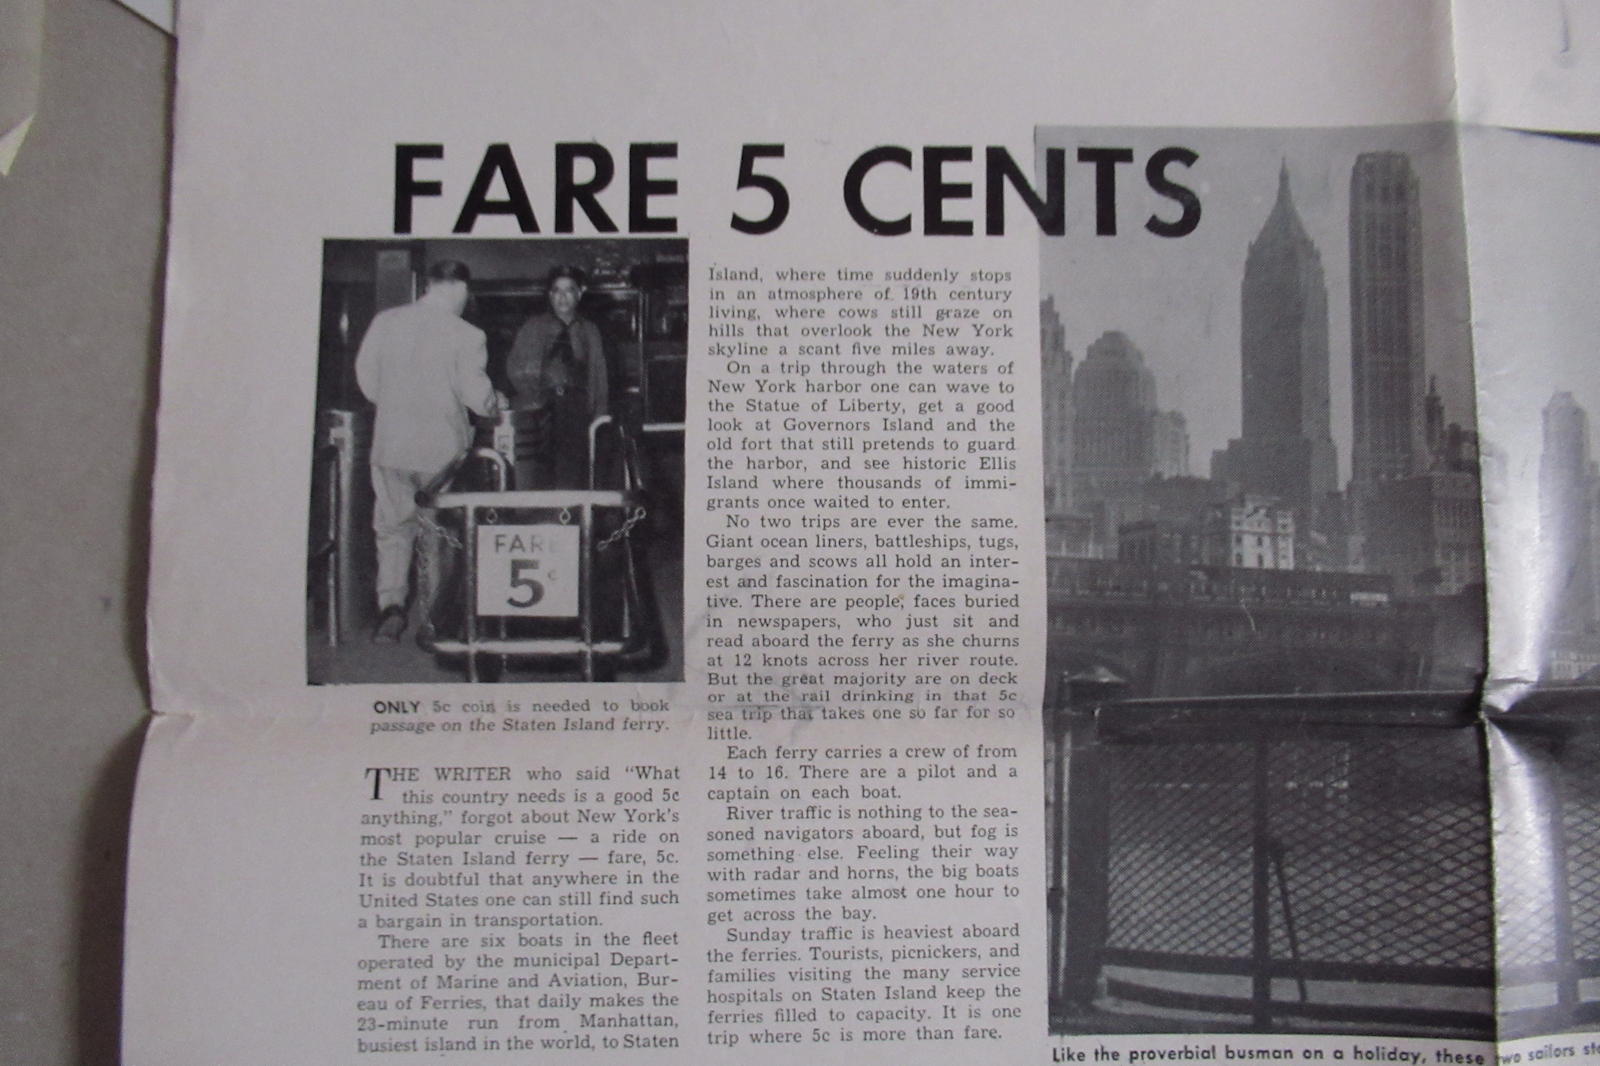 FARE 5 CENTS
FARE
5c
ONLY 5c coin is needed to book
passage on the Staten Island ferry.
THE WRITER who said "What
this country needs is a good 5c
anything," forgot about New York's
most popular cruise — a ride on
the Staten Island ferry — fare, 5c.
It is doubtful that anywhere in the
United States one can still find such
a bargain in transportation.
There are six boats in the fleet
operated by the municipal Depart-
ment of Marine and Aviation, Bur-
eau of Ferries, that daily makes the
23-minute run from Manhattan,
busiest island in the world, to Staten
Island, where time suddenly stops
in an atmosphere of 19th century
living, where cows still graze on
hills that overlook the New York
skyline a scant five miles away.
On a trip through the waters of
New York harbor one can wave to
the Statue of Liberty, get a good
look at Governors Island and the
old fort that still pretends to guard
the harbor, and see historic Ellis
Island where thousands of immi-
grants once waited to enter.
No two trips are ever the same.
Giant ocean liners, battleships, tugs,
barges and scows all hold an inter-
est and fascination for the imagina-
tive. There are people, faces buried
in newspapers, who just sit and
read aboard the ferry as she churns
at 12 knots across her river route.
But the great majority are on deck
or at the rail drinking in that 5c
sea trip that takes one so far for so
little.
Each ferry carries a crew of from
14 to 16. There are a pilot and a
captain on each boat.
River traffic is nothing to the sea-
soned navigators aboard, but fog is
something else. Feeling their way
with radar and horns, the big boats
sometimes take almost one hour to
get across the bay.
Sunday traffic is heaviest aboard
the ferries. Tourists, picnickers, and
families visiting the many service
hospitals on Staten Island keep the
ferries filled to capacity. It is one
trip where 5c is more than fare.
Like the proverbial busman on a holiday, these two sailors